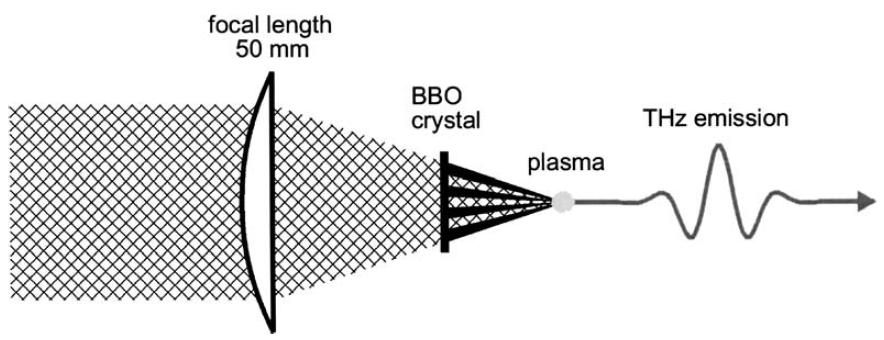 focal length
50 mm
BBO
crystal
plasma
THz emission